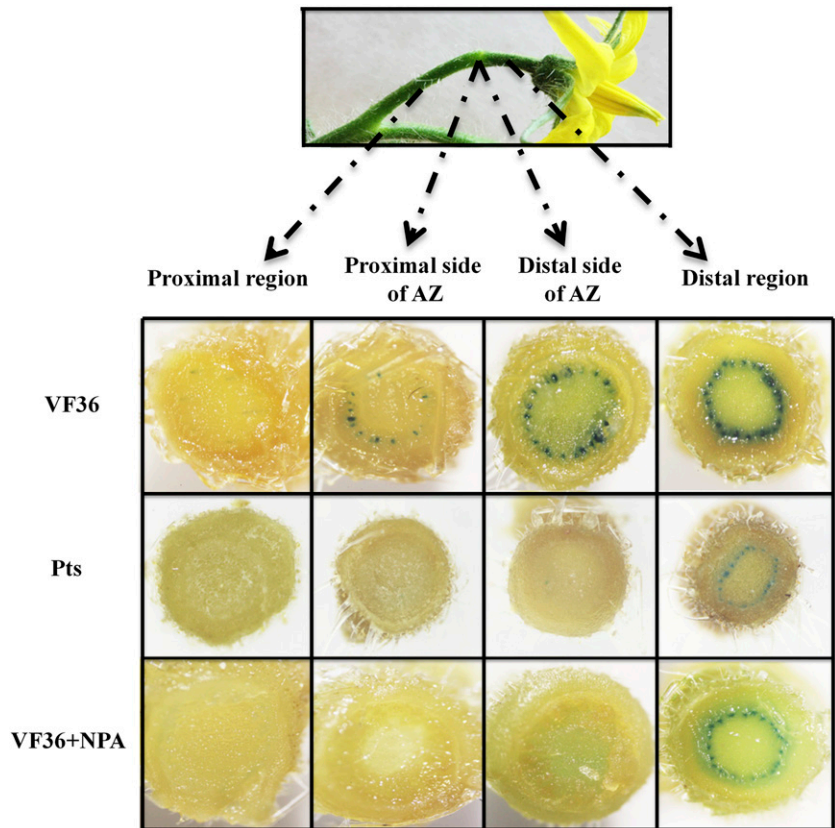 Proximal region
Proximal side
of AZ
Distal side
of AZ
Distal region
VF36
Pts
VF36+NPA